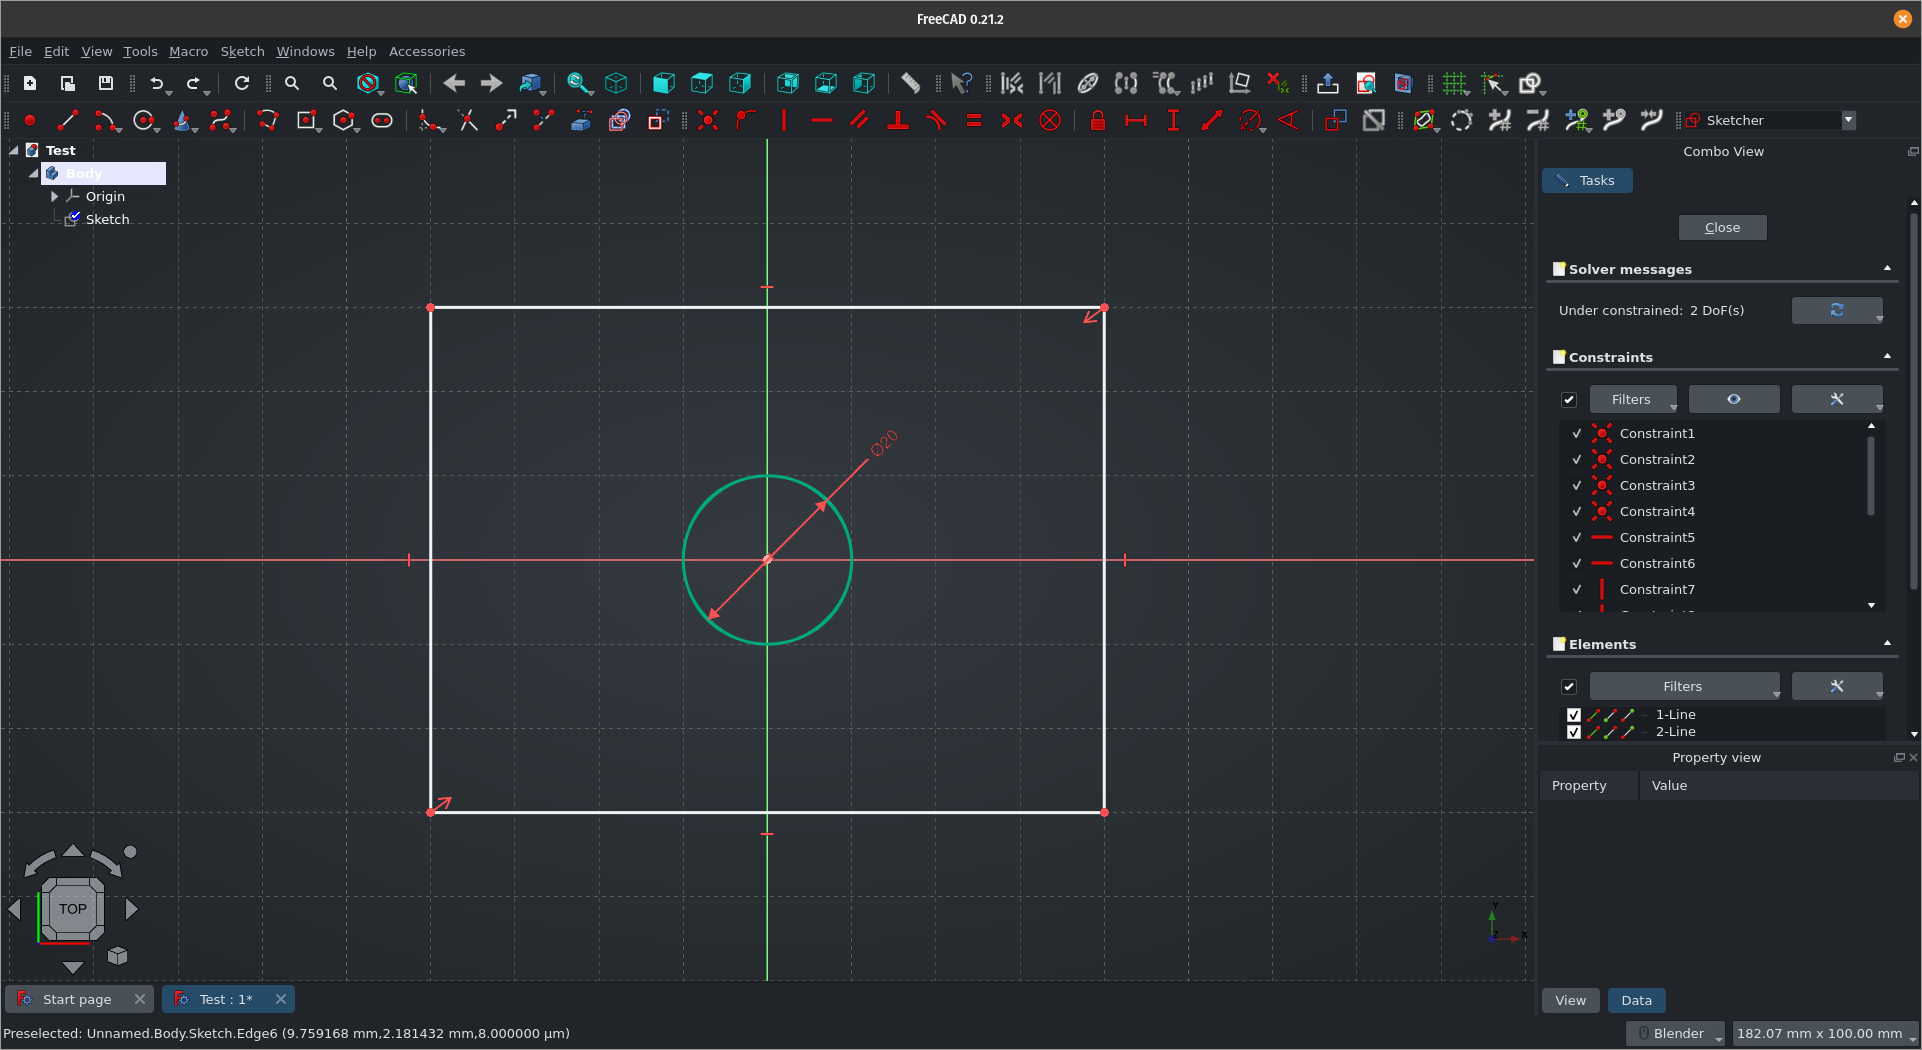 FreeCAD 0.21.2
File Edit View Tools Macro Sketch Windows Help Accessories
Sketcher
Test
Body
Origin
Sketch
Ø20
TOP
Y
Z
X
Combo View
Tasks
Close
Solver messages
Under constrained: 2 DoF(s)
Constraints
Filters
Constraint1
Constraint2
Constraint3
Constraint4
Constraint5
Constraint6
Constraint7
Elements
Filters
1-Line
2-Line
Property view
Property Value
View Data
Start page
Test : 1*
Preselected: Unnamed.Body.Sketch.Edge6 (9.759168 mm,2.181432 mm,8.000000 μm)
Blender
182.07 mm x 100.00 mm